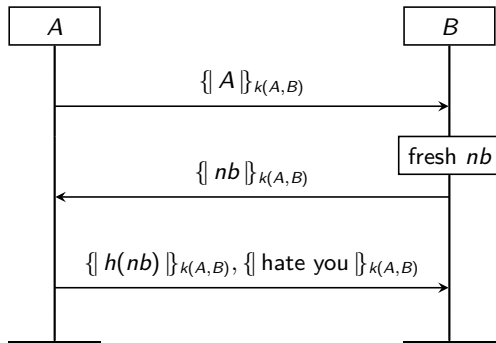 A B
{| A |}k(A,B)
fresh nb
{| nb |}k(A,B)
{| h(nb) |}k(A,B), {| hate you |}k(A,B)